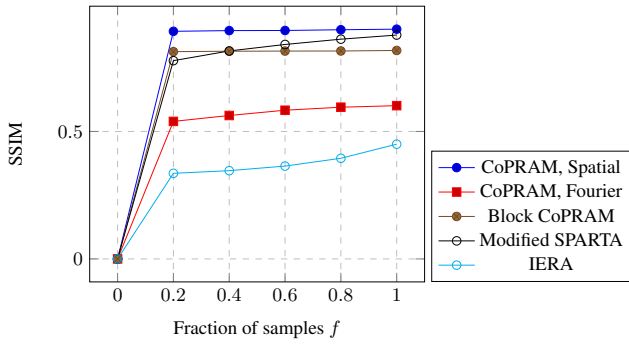 SSIM
0.5
0
0
0.2
0.4
0.6
0.8
1
Fraction of samples f
CoPRAM, Spatial
CoPRAM, Fourier
Block CoPRAM
Modified SPARTA
IERA